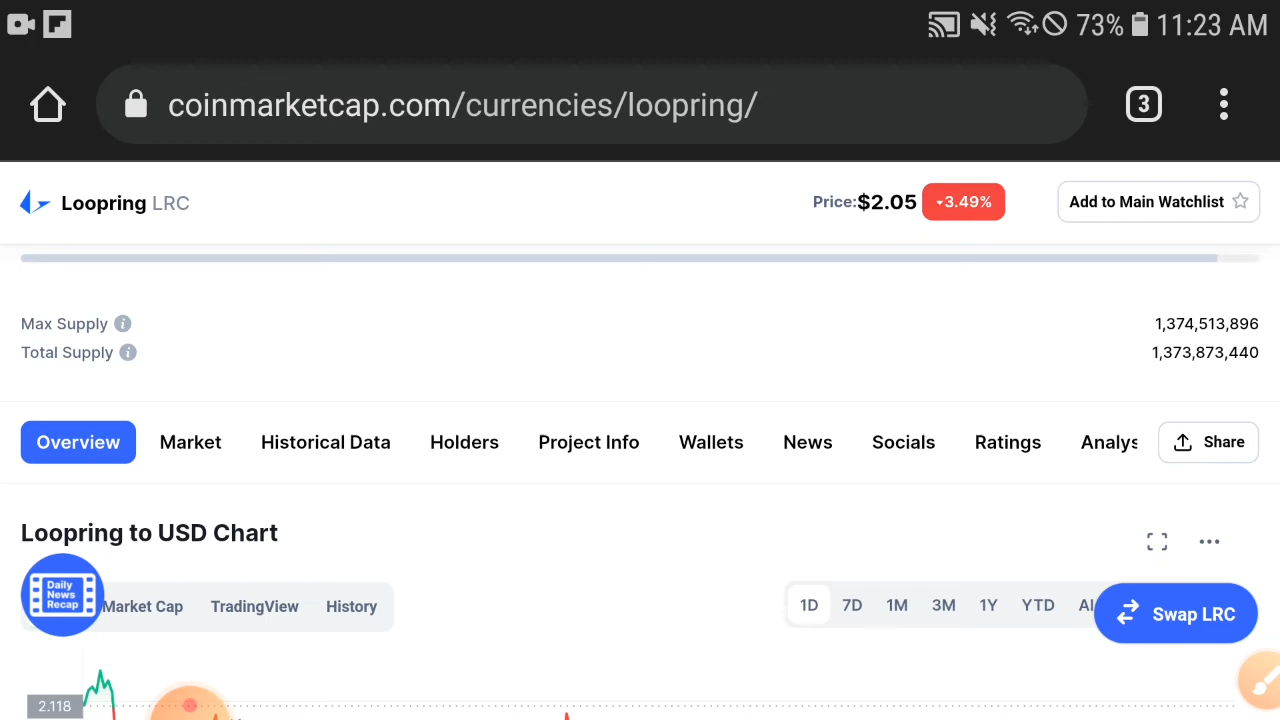 73% 11:23 AM
coinmarketcap.com/currencies/loopring/
3
Loopring LRC
Price:$2.05 3.49%
Add to Main Watchlist
Max Supply 1,374,513,896
Total Supply 1,373,873,440
Overview Market Historical Data Holders Project Info Wallets News Socials Ratings Analys Share
Loopring to USD Chart
Daily
News
Recap
Market Cap TradingView History
1D 7D 1M 3M 1Y YTD Al
Swap LRC
2.118